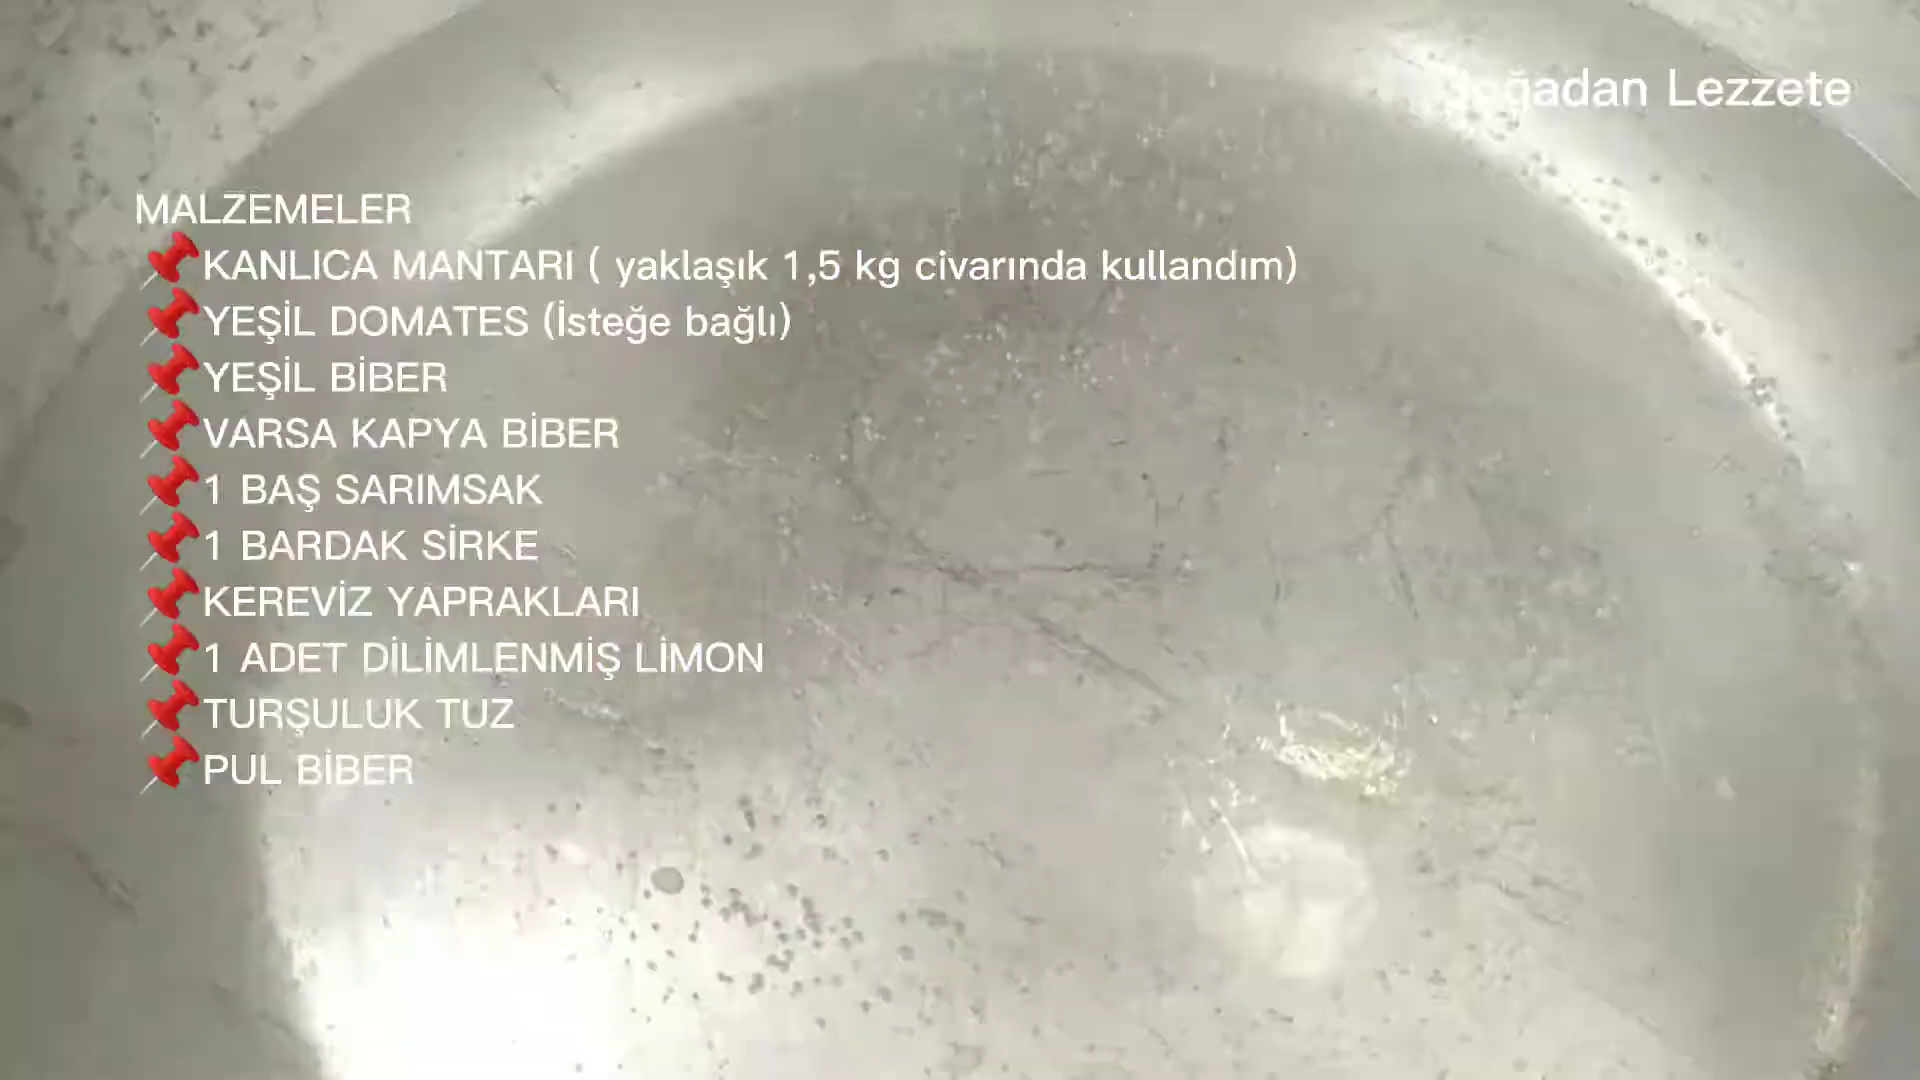 Doğadan Lezzete
MALZEMELER
📌KANLICA MANTARI ( yaklaşık 1,5 kg civarında kullandım)
📌YEŞİL DOMATES (İsteğe bağlı)
📌YEŞİL BİBER
📌VARSA KAPYA BİBER
📌1 BAŞ SARIMSAK
📌1 BARDAK SİRKE
📌KEREVİZ YAPRAKLARI
📌1 ADET DİLİMLENMİŞ LİMON
📌TURŞULUK TUZ
📌PUL BİBER